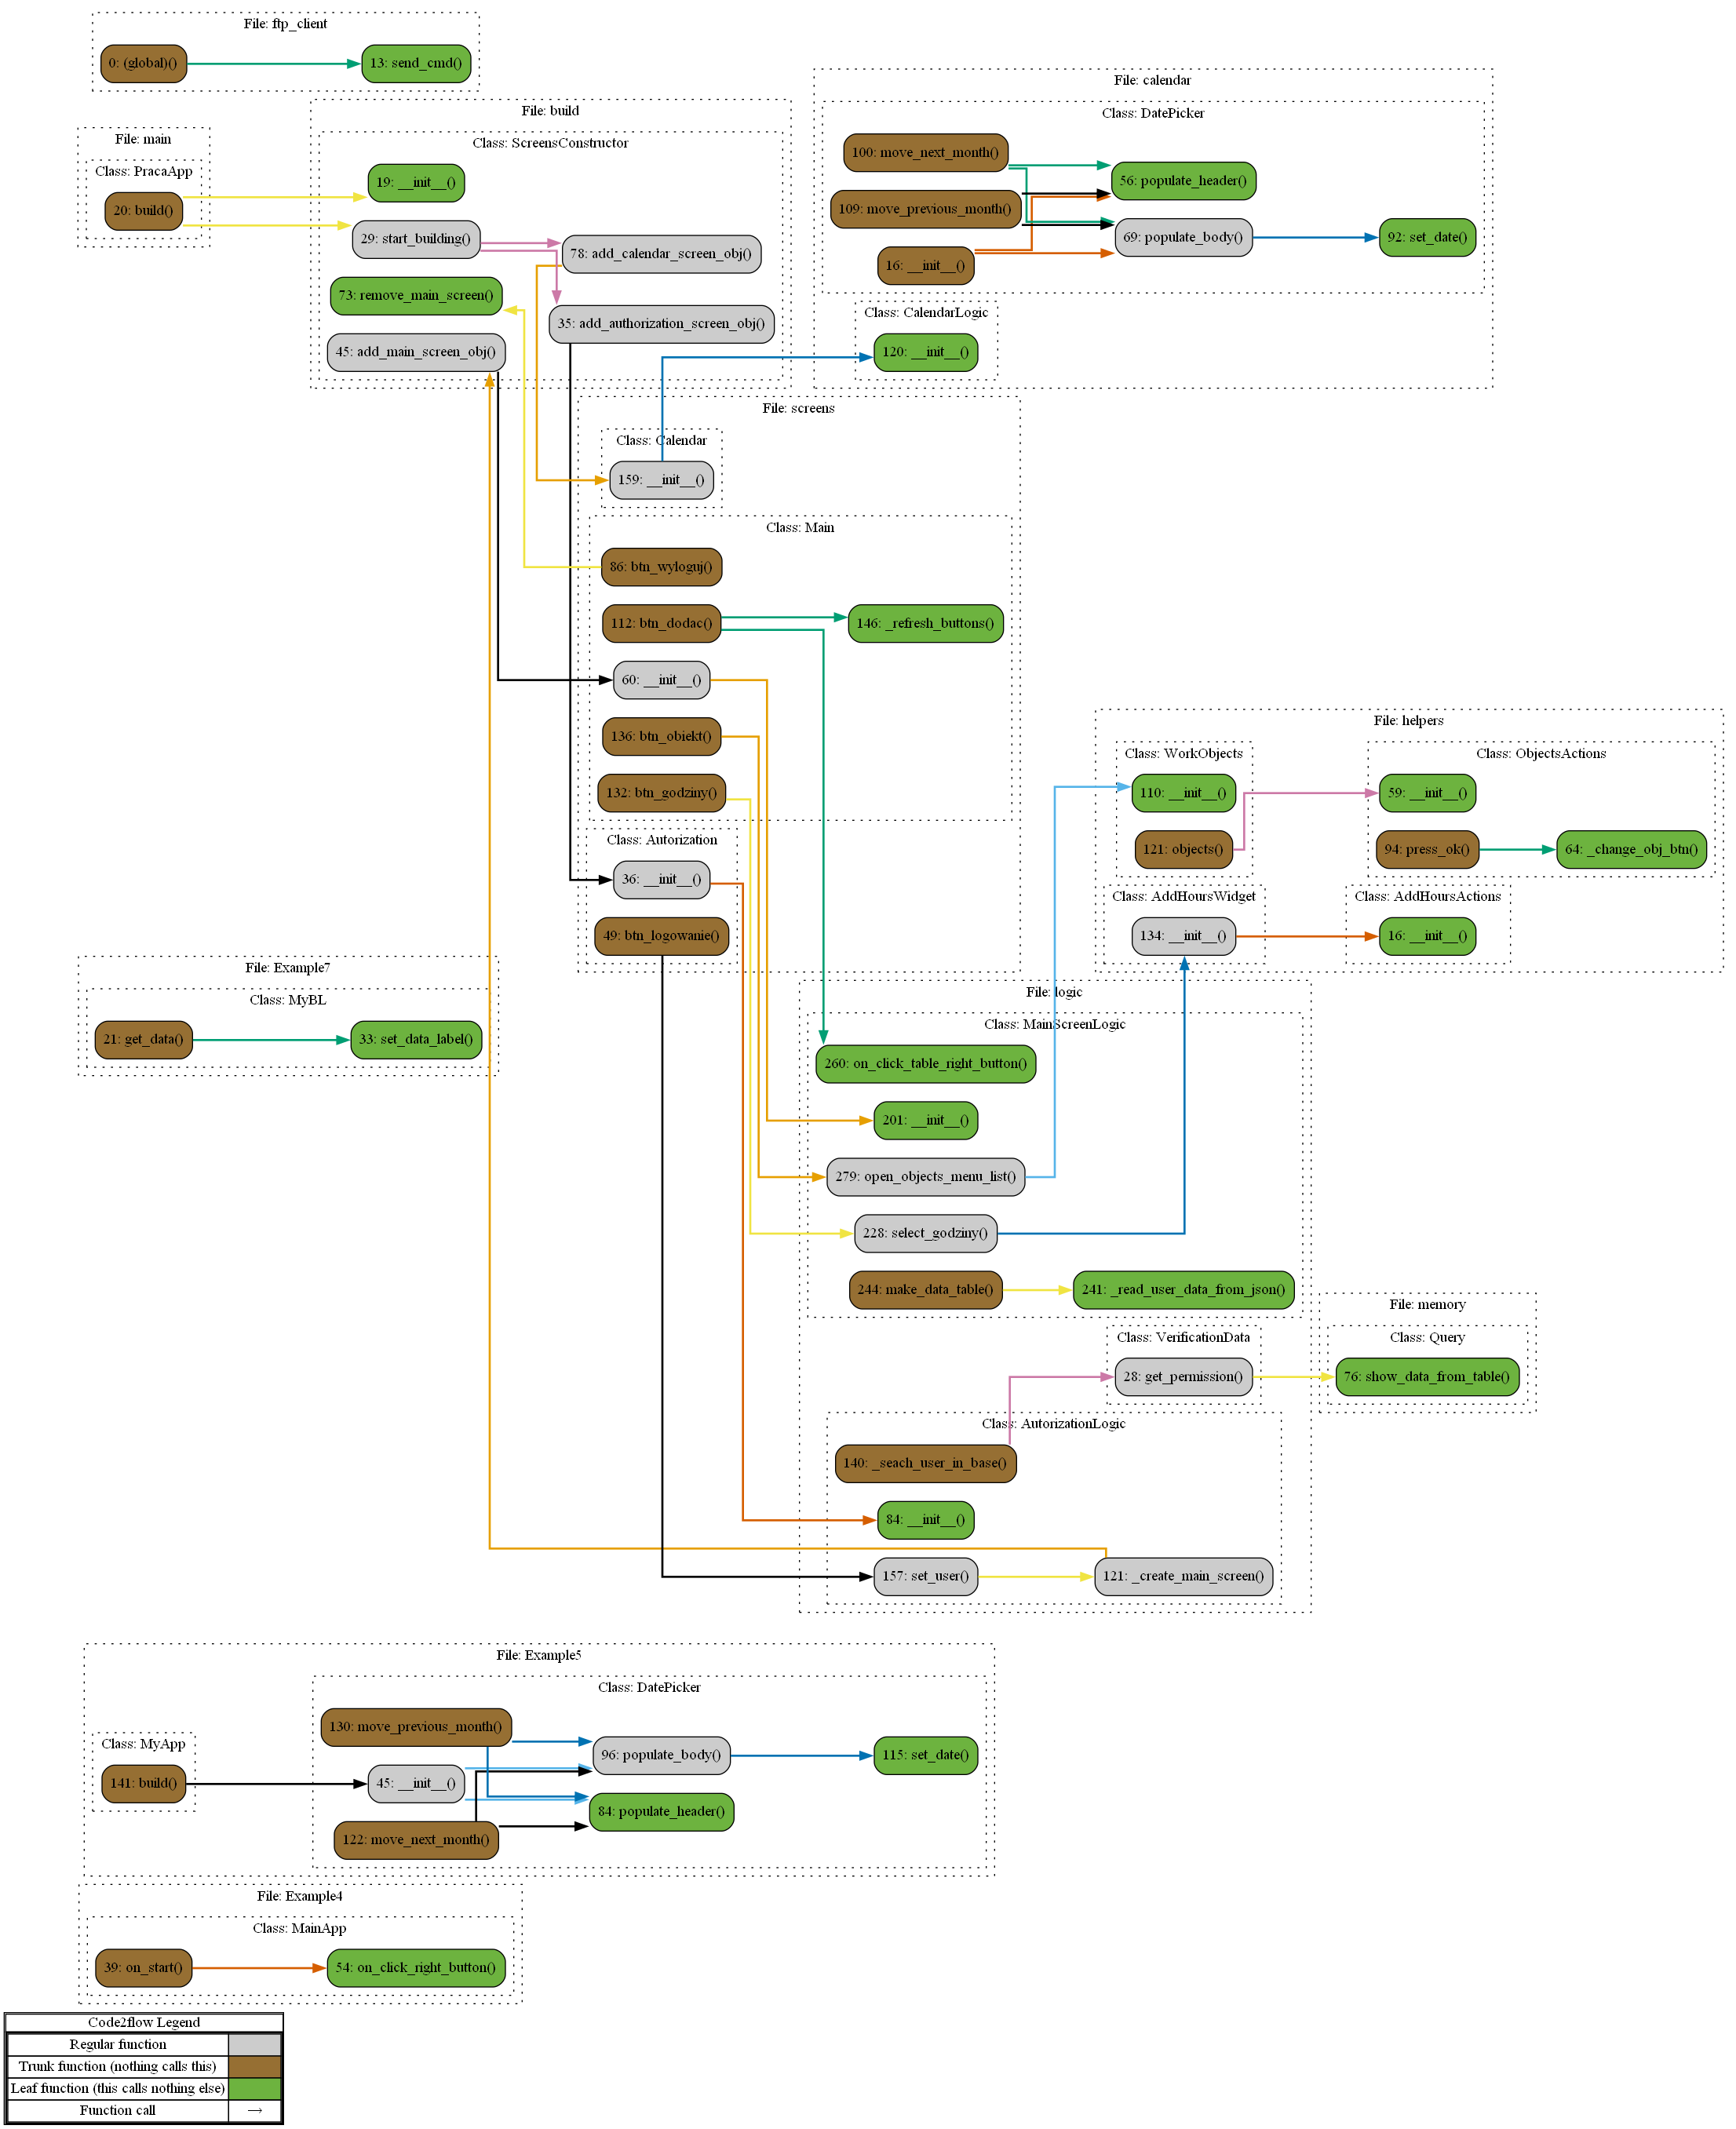 File: ftp_client
0: (global)()
13: send_cmd()
File: main
Class: PracaApp
20: build()
File: build
Class: ScreensConstructor
19: __init__()
29: start_building()
78: add_calendar_screen_obj()
73: remove_main_screen()
35: add_authorization_screen_obj()
45: add_main_screen_obj()
File: calendar
Class: DatePicker
100: move_next_month()
56: populate_header()
109: move_previous_month()
69: populate_body()
92: set_date()
16: __init__()
Class: CalendarLogic
120: __init__()
File: screens
Class: Calendar
159: __init__()
Class: Main
86: btn_wyloguj()
112: btn_dodac()
146: _refresh_buttons()
60: __init__()
136: btn_obiekt()
132: btn_godziny()
Class: Autorization
36: __init__()
49: btn_logowanie()
File: helpers
Class: WorkObjects
110: __init__()
121: objects()
Class: ObjectsActions
59: __init__()
94: press_ok()
64: _change_obj_btn()
Class: AddHoursWidget
134: __init__()
Class: AddHoursActions
16: __init__()
File: Example7
Class: MyBL
21: get_data()
33: set_data_label()
File: logic
Class: MainScreenLogic
260: on_click_table_right_button()
201: __init__()
279: open_objects_menu_list()
228: select_godziny()
244: make_data_table()
241: _read_user_data_from_json()
Class: VerificationData
28: get_permission()
File: memory
Class: Query
76: show_data_from_table()
Class: AutorizationLogic
140: _seach_user_in_base()
84: __init__()
157: set_user()
121: _create_main_screen()
File: Example5
Class: MyApp
141: build()
Class: DatePicker
130: move_previous_month()
96: populate_body()
115: set_date()
45: __init__()
84: populate_header()
122: move_next_month()
File: Example4
Class: MainApp
39: on_start()
54: on_click_right_button()
Code2flow Legend
Regular function
Trunk function (nothing calls this)
Leaf function (this calls nothing else)
Function call →